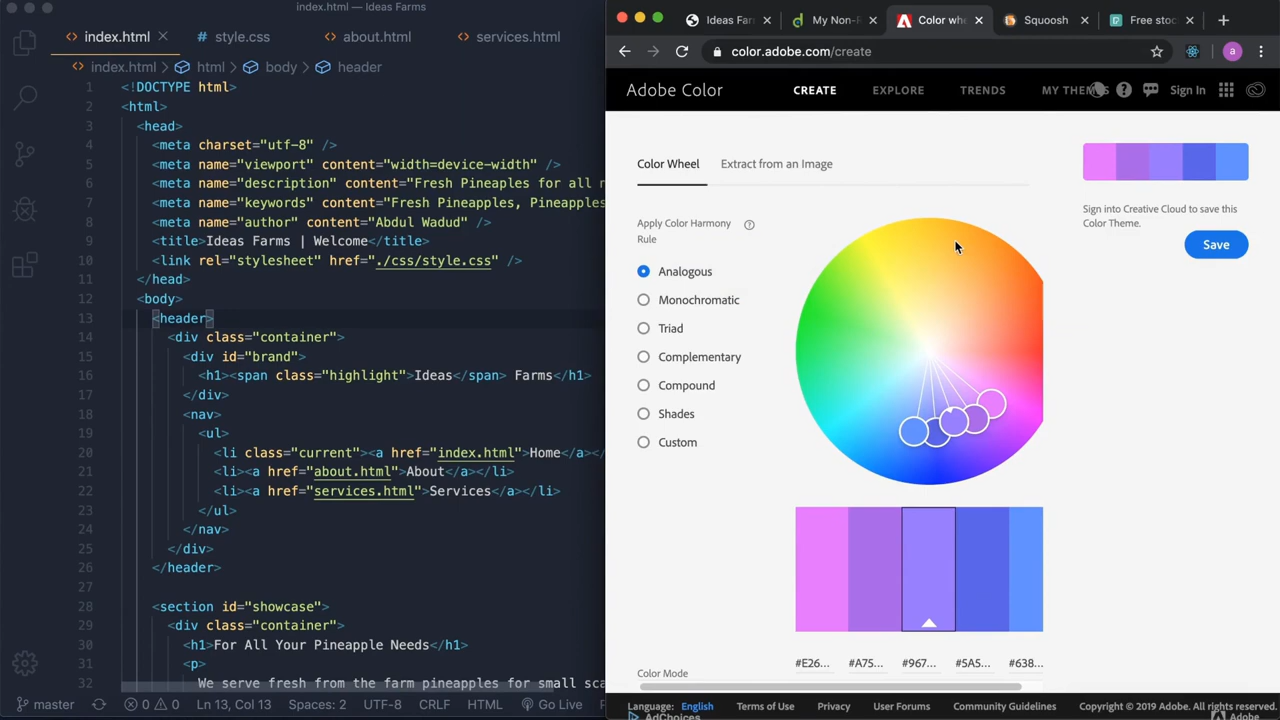 index.html — Ideas Farms
index.html
style.css
about.html
services.html
index.html
html
body
header
1 <!DOCTYPE html>
2 <html>
3 <head>
4 <meta charset="utf-8" />
5 <meta name="viewport" content="width=device-width" />
6 <meta name="description" content="Fresh Pineaples for all
7 <meta name="keywords" content="Fresh Pineapples, Pineapples
8 <meta name="author" content="Abdul Wadud" />
9 <title>Ideas Farms | Welcome</title>
10 <link rel="stylesheet" href="./css/style.css" />
11 </head>
12 <body>
13 <header>
14 <div class="container">
15 <div id="brand">
16 <h1><span class="highlight">Ideas</span> Farms</h1>
17 </div>
18 <nav>
19 <ul>
20 <li class="current"><a href="index.html">Home</a></
21 <li><a href="about.html">About</a></li>
22 <li><a href="services.html">Services</a></li>
23 </ul>
24 </nav>
25 </div>
26 </header>
27
28 <section id="showcase">
29 <div class="container">
30 <h1>For All Your Pineapple Needs</h1>
31 <p>
32 We serve fresh from the farm pineapples for small sca
master
0 0
Ln 13, Col 13
Spaces: 2
UTF-8
CRLF
HTML
Go Live
Ideas Far
My Non-F
Color whe
Squoosh
Free stoc
color.adobe.com/create
a
Adobe Color
CREATE
EXPLORE
TRENDS
MY THEMES
Sign In
Color Wheel
Extract from an Image
Apply Color Harmony
Rule
Analogous
Monochromatic
Triad
Complementary
Compound
Shades
Custom
Sign into Creative Cloud to save this
Color Theme.
Save
#E26...
#A75...
#967...
#5A5...
#638...
Color Mode
Language: English
Terms of Use
Privacy
User Forums
Community Guidelines
Copyright © 2019 Adobe. All rights reserved.
AdChoices
Adobe